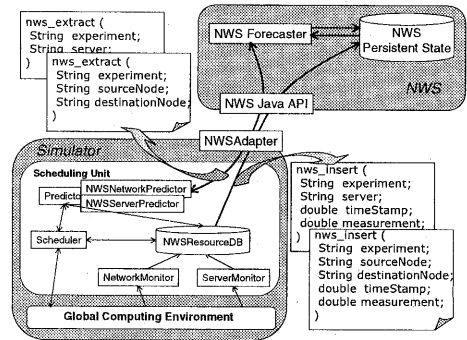 nws_extract (
String experiment;
String server;
)
nws_extract (
String experiment;
String sourceNode;
String destinationNode;
)
NWS Forecaster
NWS
Persistent State
NWS
NWS Java API
NWSAdapter
Simulator
Scheduling Unit
Predictor
NWSNetworkPredictor
NWSServerPredictor
Scheduler
NWSResourceDB
NetworkMonitor
ServerMonitor
Global Computing Environment
nws_insert (
String experiment;
String server;
double timeStamp;
double measurement;
)
nws_insert (
String experiment;
String sourceNode;
String destinationNode;
double timeStamp;
double measurement;
)